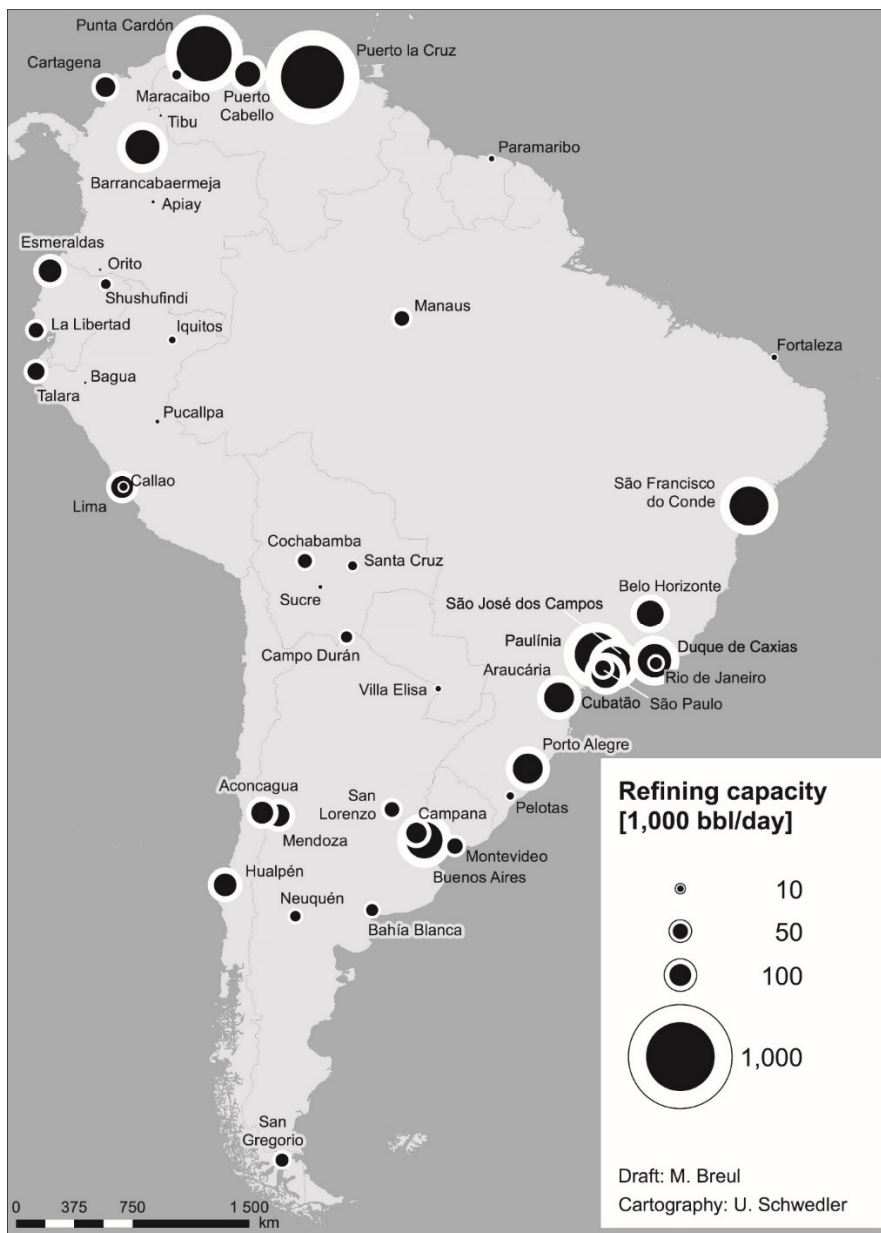 Punta Cardón
Puerto la Cruz
Cartagena
Maracaibo
Puerto
Cabello
Tibu
Paramaribo
Barrancabaermeja
Apiay
Esmeraldas
Orito
Shushufindi
La Libertad
Iquitos
Manaus
Fortaleza
Talara
Bagua
Pucallpa
Callao
Lima
São Francisco
do Conde
Cochabamba
Santa Cruz
Sucre
Belo Horizonte
São José dos Campos
Paulínia
Duque de Caxias
Campo Durán
Araucária
Rio de Janeiro
Villa Elisa
Cubatão
São Paulo
Porto Alegre
Aconcagua
San
Lorenzo
Campana
Pelotas
Mendoza
Montevideo
Buenos Aires
Hualpén
Neuquén
Bahía Blanca
San
Gregorio
Refining capacity
[1,000 bbl/day]
10
50
100
1,000
Draft: M. Breul
Cartography: U. Schwedler
0 375 750 1 500
km